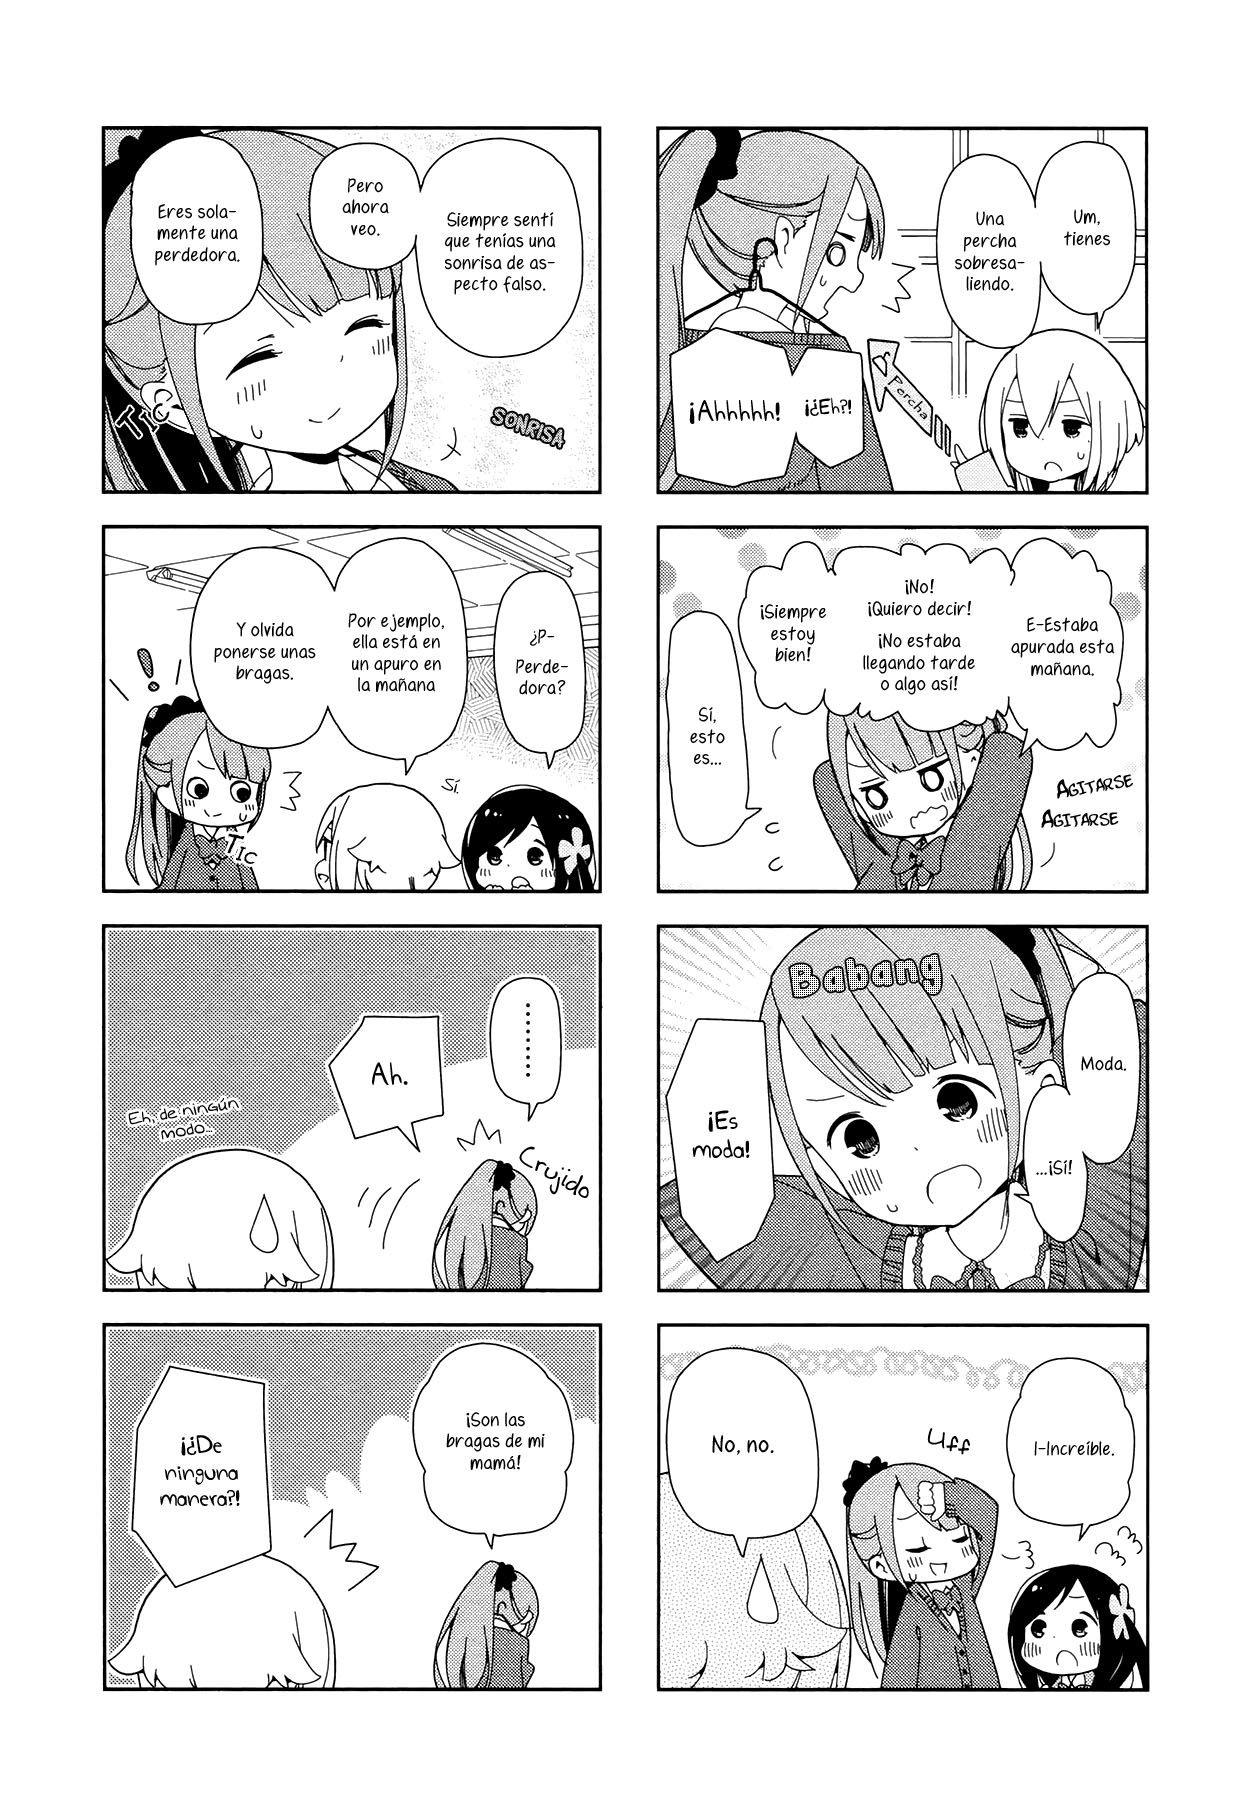 Um,
tienes
Una
percha
sobresa-
liendo.
Percha
¡¿Eh?!
¡Ahhhhh!
E-Estaba
apurada esta
mañana.
¡No!
¡Quiero decir!
¡No estaba
llegando tarde
o algo así!
¡Siempre
estoy
bien!
Sí,
esto
es...
Agitarse
Agitarse
Babang
Moda.
...¡Sí!
¡Es
moda!
I-Increíble.
Uff
No, no.
Siempre sentí
que tenías una
sonrisa de as-
pecto falso.
Pero
ahora
veo.
Eres sola-
mente una
perdedora.
Tic
Sonrisa
¿P-
Perde-
dora?
Sí.
Por ejemplo,
ella está en
un apuro en
la mañana
Y olvida
ponerse unas
bragas.
!
Tic
.........
Crujido
Ah.
Eh, de ningún
modo...
¡Son las
bragas de mi
mamá!
¡¿De
ninguna
manera?!